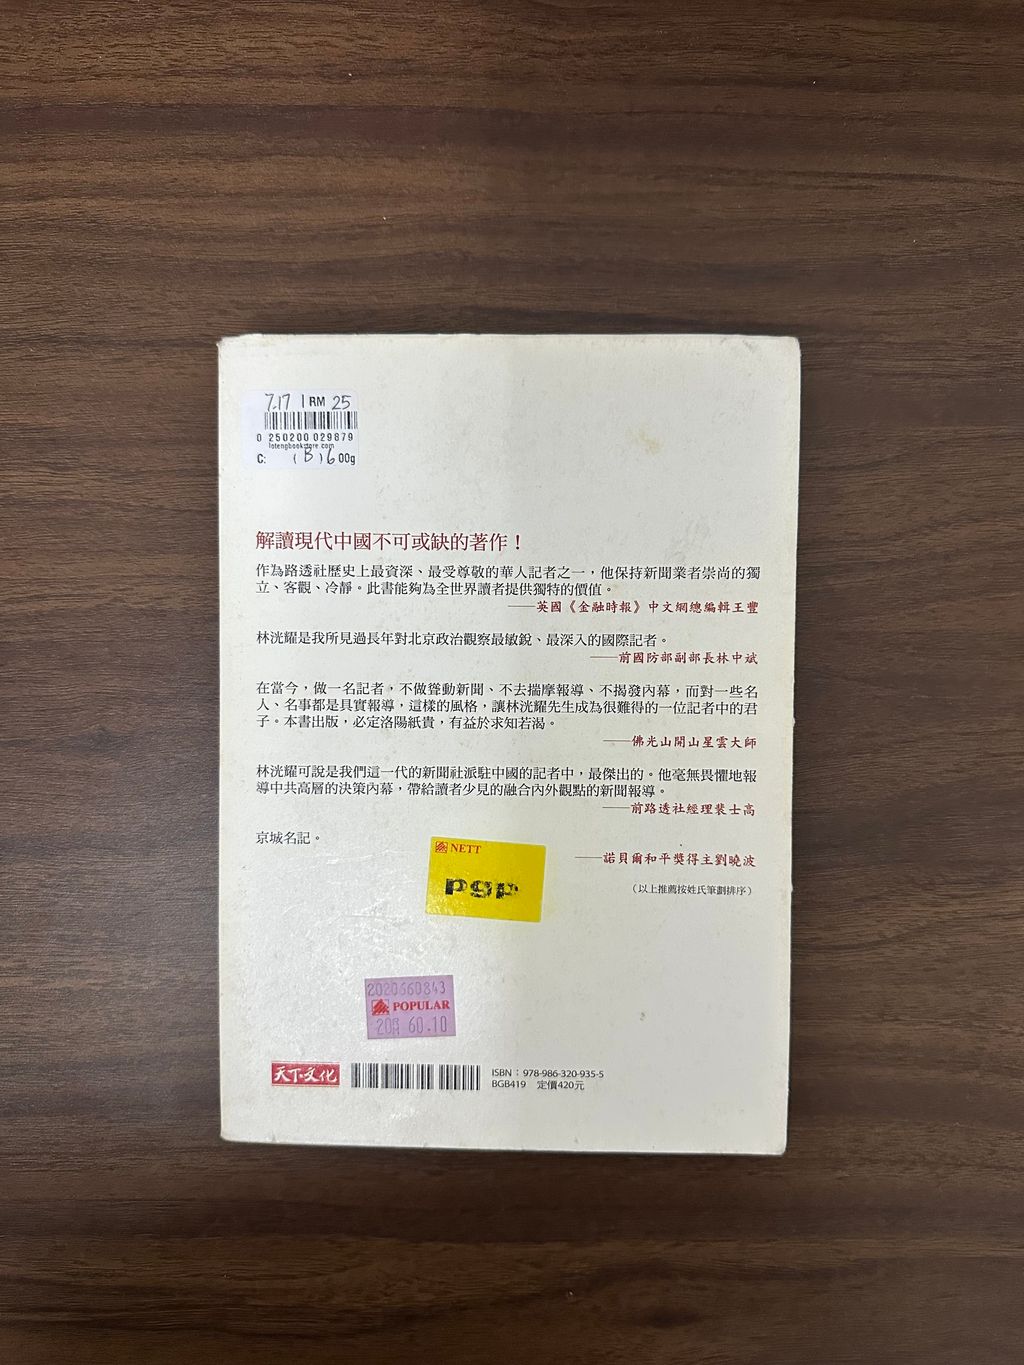 7.17 1 RM 25
0 250200 029879
lotengbookstore.com
C: (B) 600g
解讀現代中國不可或缺的著作！
作為路透社歷史上最資深、最受尊敬的華人記者之一，他保持新聞業者崇尚的獨
立、客觀、冷靜。此書能夠為全世界讀者提供獨特的價值。
——英國《金融時報》中文網總編輯王豐
林洸耀是我所見過長年對北京政治觀察最敏銳、最深入的國際記者。
——前國防部副部長林中斌
在當今，做一名記者，不做聳動新聞、不去揣摩報導、不揭發內幕，而對一些名
人、名事都是具實報導，這樣的風格，讓林洸耀先生成為很難得的一位記者中的君
子。本書出版，必定洛陽紙貴，有益於求知若渴。
——佛光山開山星雲大師
林洸耀可說是我們這一代的新聞社派駐中國的記者中，最傑出的。他毫無畏懼地報
導中共高層的決策內幕，帶給讀者少見的融合內外觀點的新聞報導。
——前路透社經理裴士高
京城名記。
——諾貝爾和平獎得主劉曉波
（以上推薦按姓氏筆劃排序）
NETT
pgp
2020660843
POPULAR
60.10
天下文化
ISBN：978-986-320-935-5
BGB419 定價420元